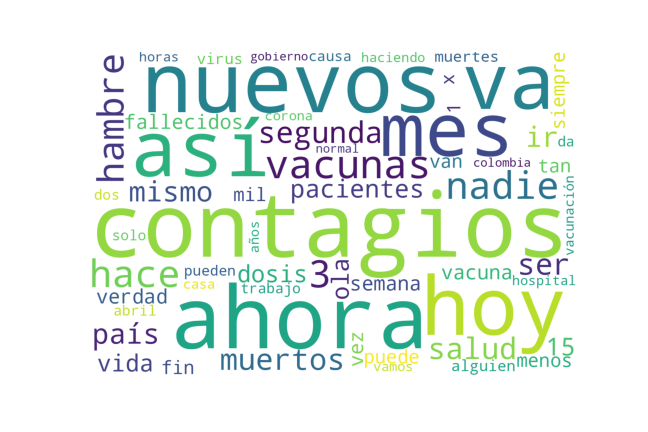 horas virus gobierno causa haciendo muertes
hambre nuevos va x siempre
fallecidos corona segunda 1 mes ir da
así normal vacunas van colombia tan
dos mismo mil pacientes nadie vacunación
contagios
solo años
hace pueden dosis 3 ola vacuna ser
casa trabajo semana hospital
verdad ahora hoy
abril
país vez salud 15
vida fin muertos puede vamos alguien menos